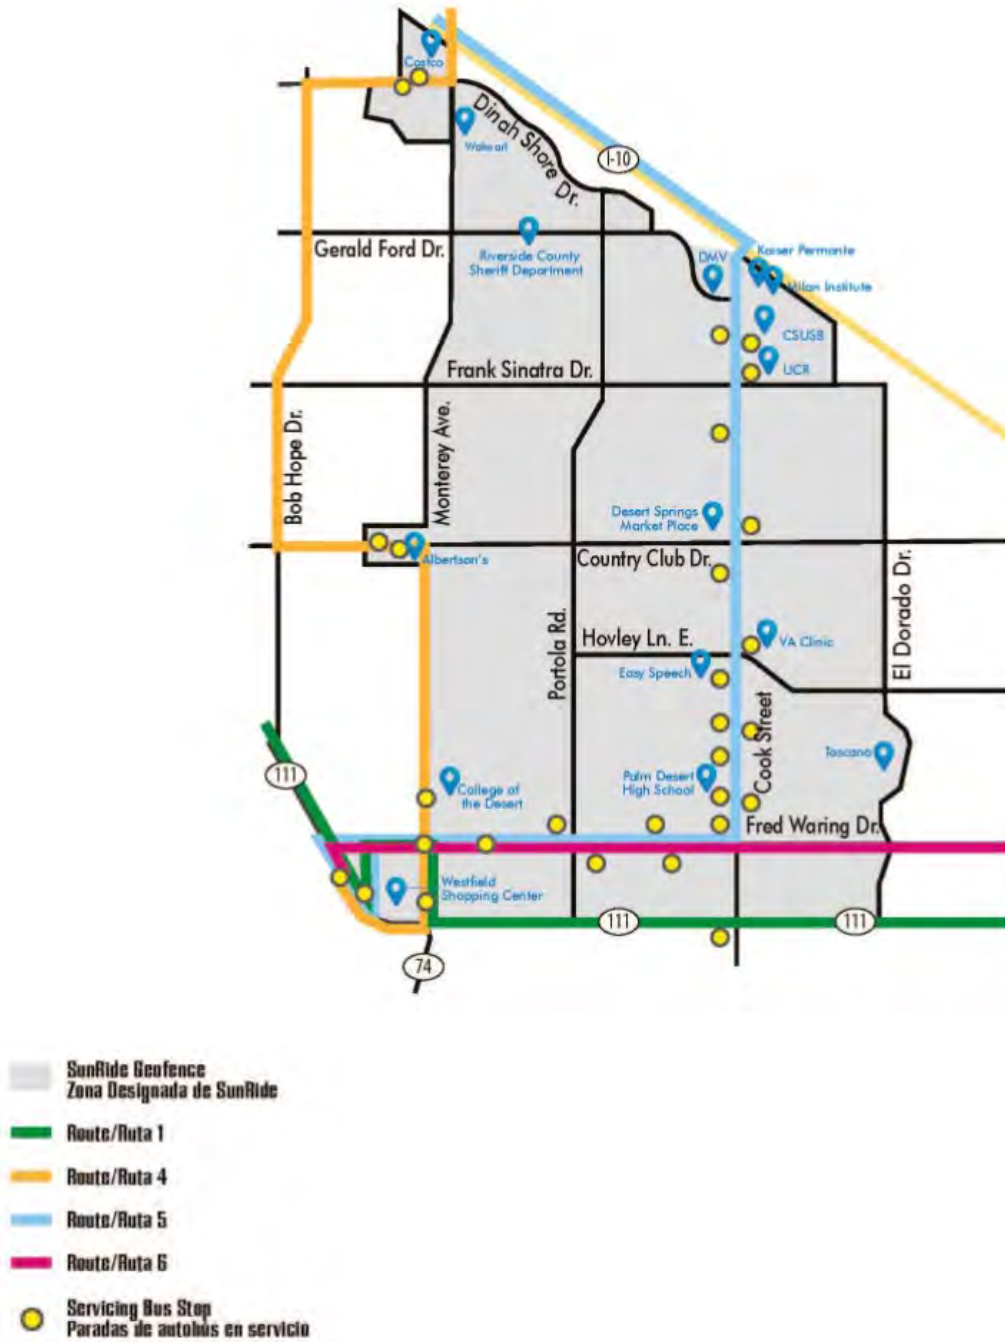 Costco
Dinah Shore Dr.
Walmart
I-10
Gerald Ford Dr.
Riverside County
Sheriff Department
DMV
Kaiser Permante
Milan Institute
CSUSB
UCR
Frank Sinatra Dr.
Bob Hope Dr.
Monterey Ave.
Desert Springs
Market Place
Albertson's
Country Club Dr.
El Dorado Dr.
Portola Rd.
Hovley Ln. E.
VA Clinic
Easy Speech
Cook Street
Toscano
111
College of
the Desert
Palm Desert
High School
Fred Waring Dr.
Westfield
Shopping Center
111
111
74
SunRide Geofence
Zona Designada de SunRide
Route/Ruta 1
Route/Ruta 4
Route/Ruta 5
Route/Ruta 6
Servicing Bus Stop
Paradas de autobús en servicio